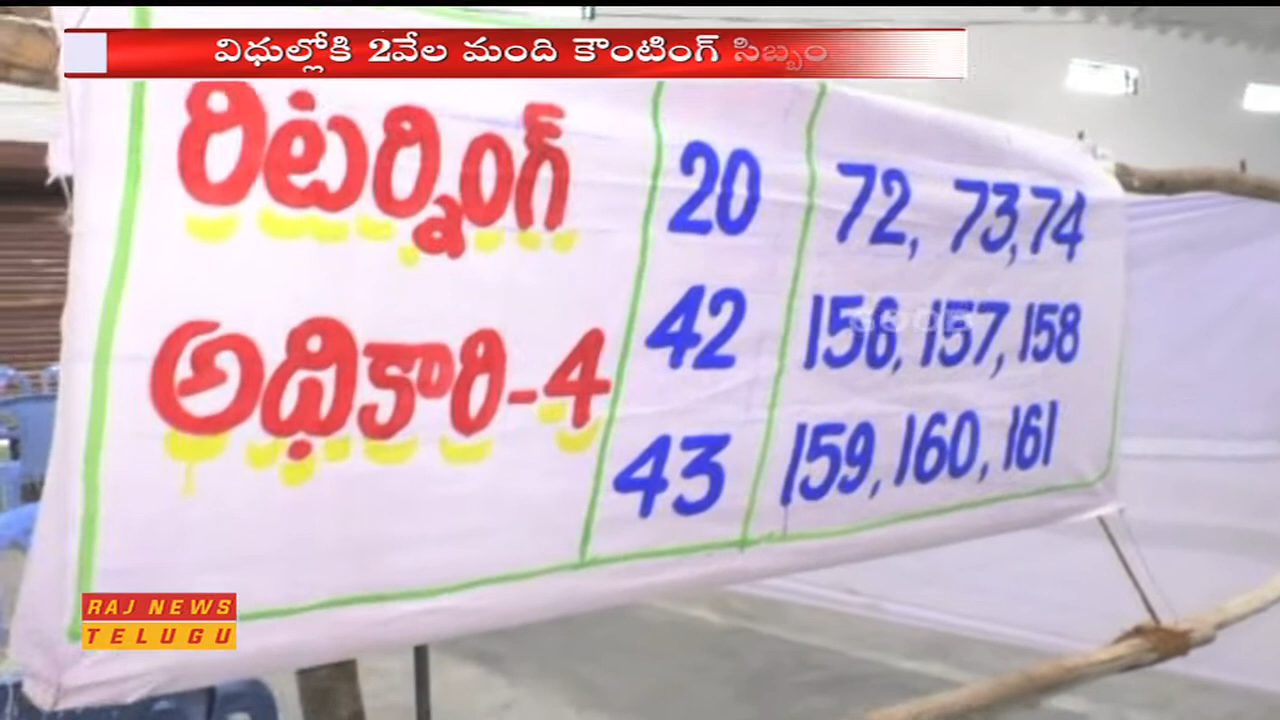 విధుల్లోకి 2వేల మంది కౌంటింగ్ సిబ్బం
రిటర్నింగ్ 20 72, 73,74
42 156, 157, 158
అధికారి-4 43 159, 160, 161
RAJ NEWS
TELUGU